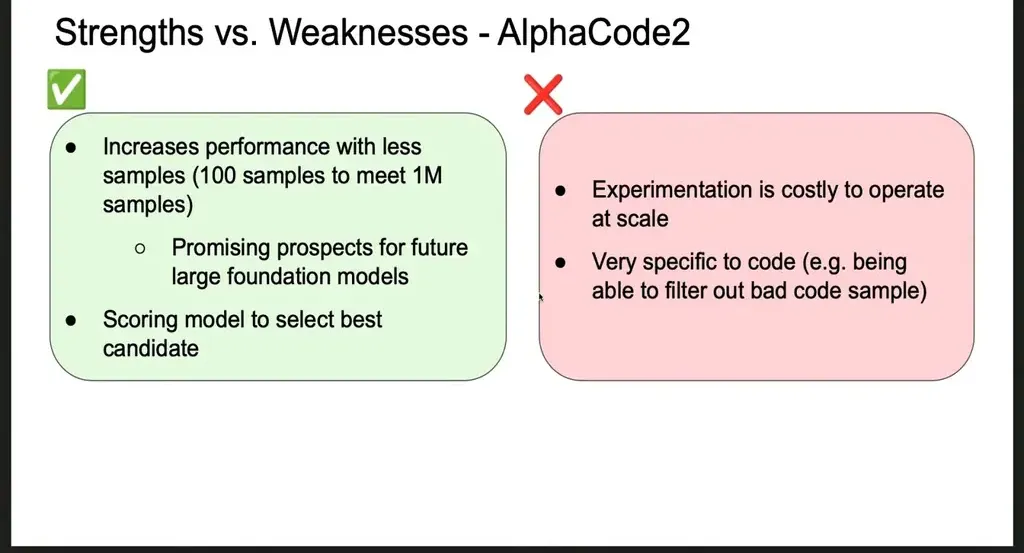 Strengths vs. Weaknesses - AlphaCode2
● Increases performance with less
samples (100 samples to meet 1M
samples)
○ Promising prospects for future
large foundation models
● Scoring model to select best
candidate
● Experimentation is costly to operate
at scale
● Very specific to code (e.g. being
able to filter out bad code sample)